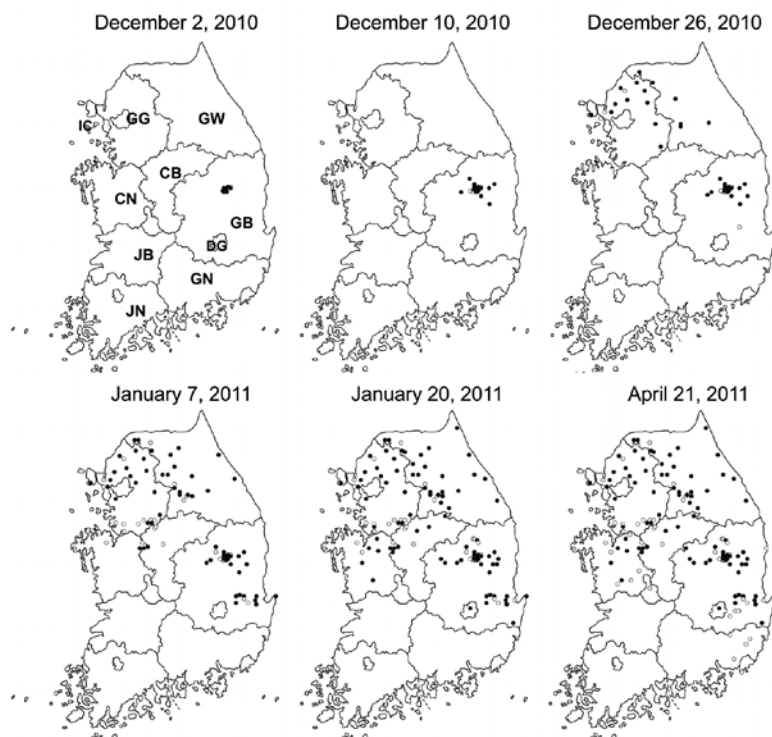 December 2, 2010
December 10, 2010
December 26, 2010
IC
GG
GW
CB
CN
GB
DG
JB
GN
JN
January 7, 2011
January 20, 2011
April 21, 2011